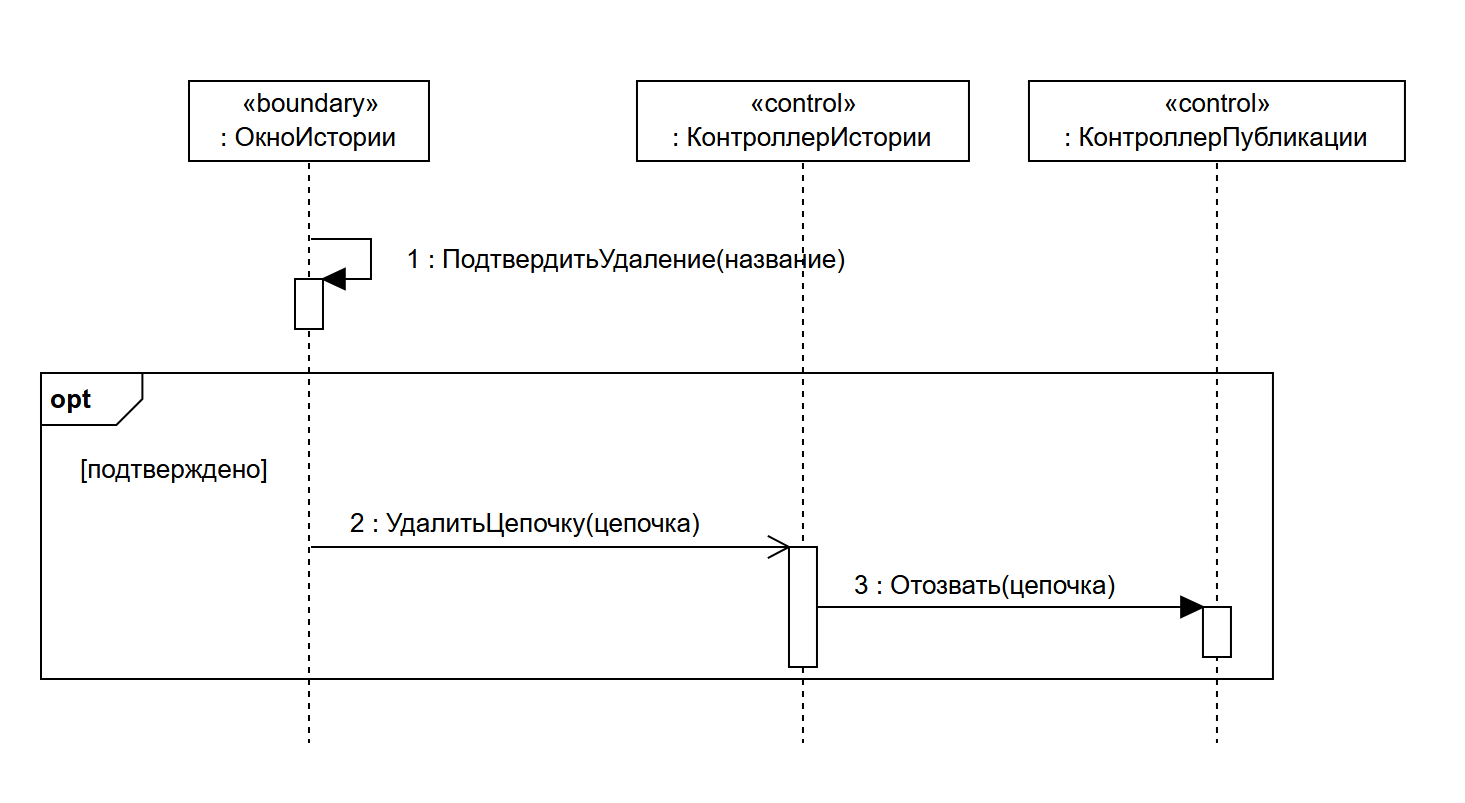 «boundary»
: ОкноИстории
«control»
: КонтроллерИстории
«control»
: КонтроллерПубликации
1 : ПодтвердитьУдаление(название)
opt
[подтверждено]
2 : УдалитьЦепочку(цепочка)
3 : Отозвать(цепочка)